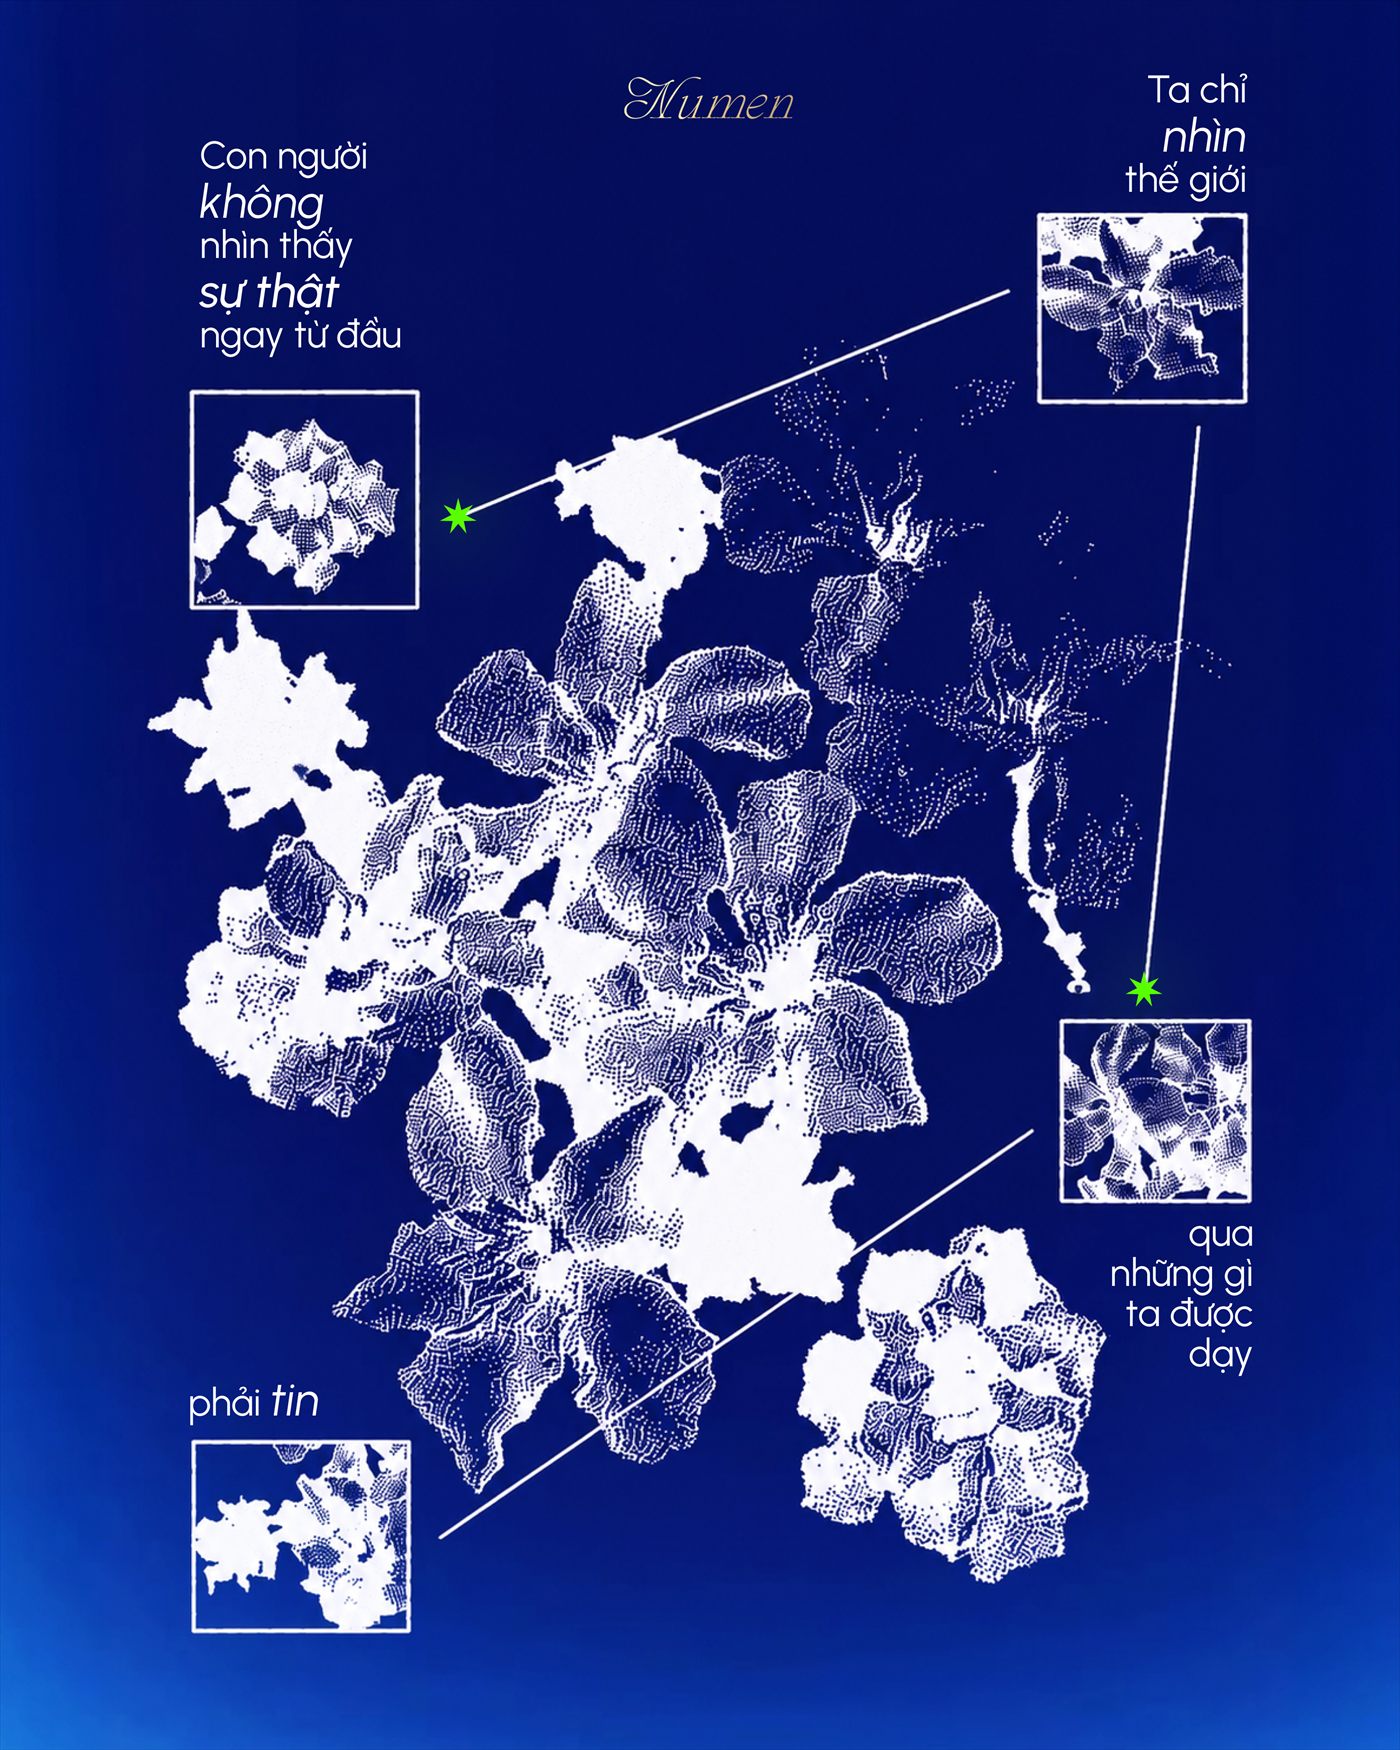 Numen
Con người
không
nhìn thấy
sự thật
ngay từ đầu
Ta chỉ
nhìn
thế giới
qua
những gì
ta được
dạy
phải tin